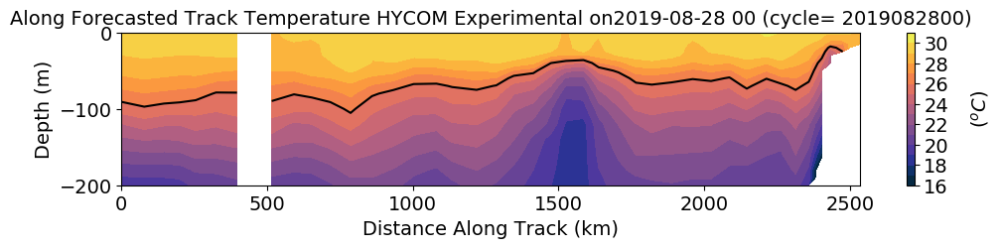 Along Forecasted Track Temperature HYCOM Experimental on2019-08-28 00 (cycle= 2019082800)
0
−100
−200
Depth (m)
0 500 1000 1500 2000 2500
Distance Along Track (km)
30
28
26
24
22
20
18
16
(°C)